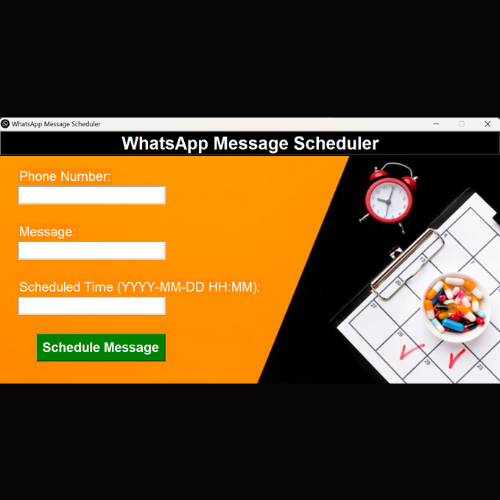 WhatsApp Message Scheduler
WhatsApp Message Scheduler
Phone Number:
Message:
Scheduled Time (YYYY-MM-DD HH:MM):
Schedule Message